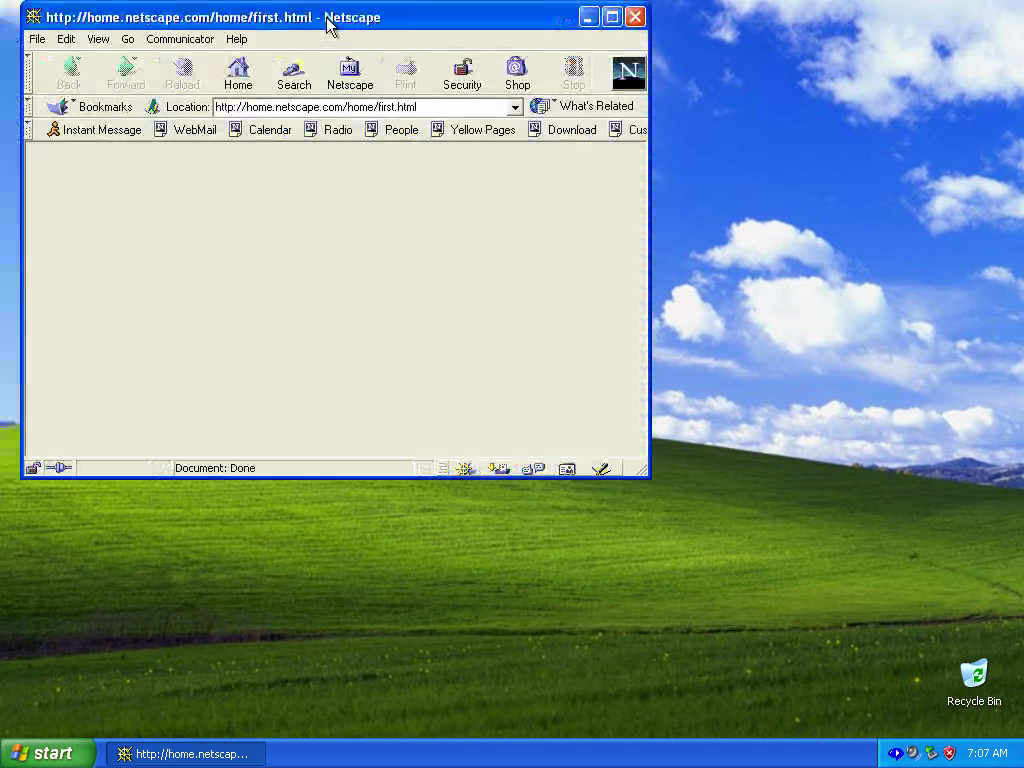 http://home.netscape.com/home/first.html - Netscape
File Edit View Go Communicator Help
Back Forward Reload Home Search Netscape Print Security Shop Stop
My
N
Bookmarks Location: http://home.netscape.com/home/first.html What's Related
Instant Message WebMail Calendar Radio People Yellow Pages Download Cus
Document: Done
Recycle Bin
start http://home.netscap... 7:07 AM